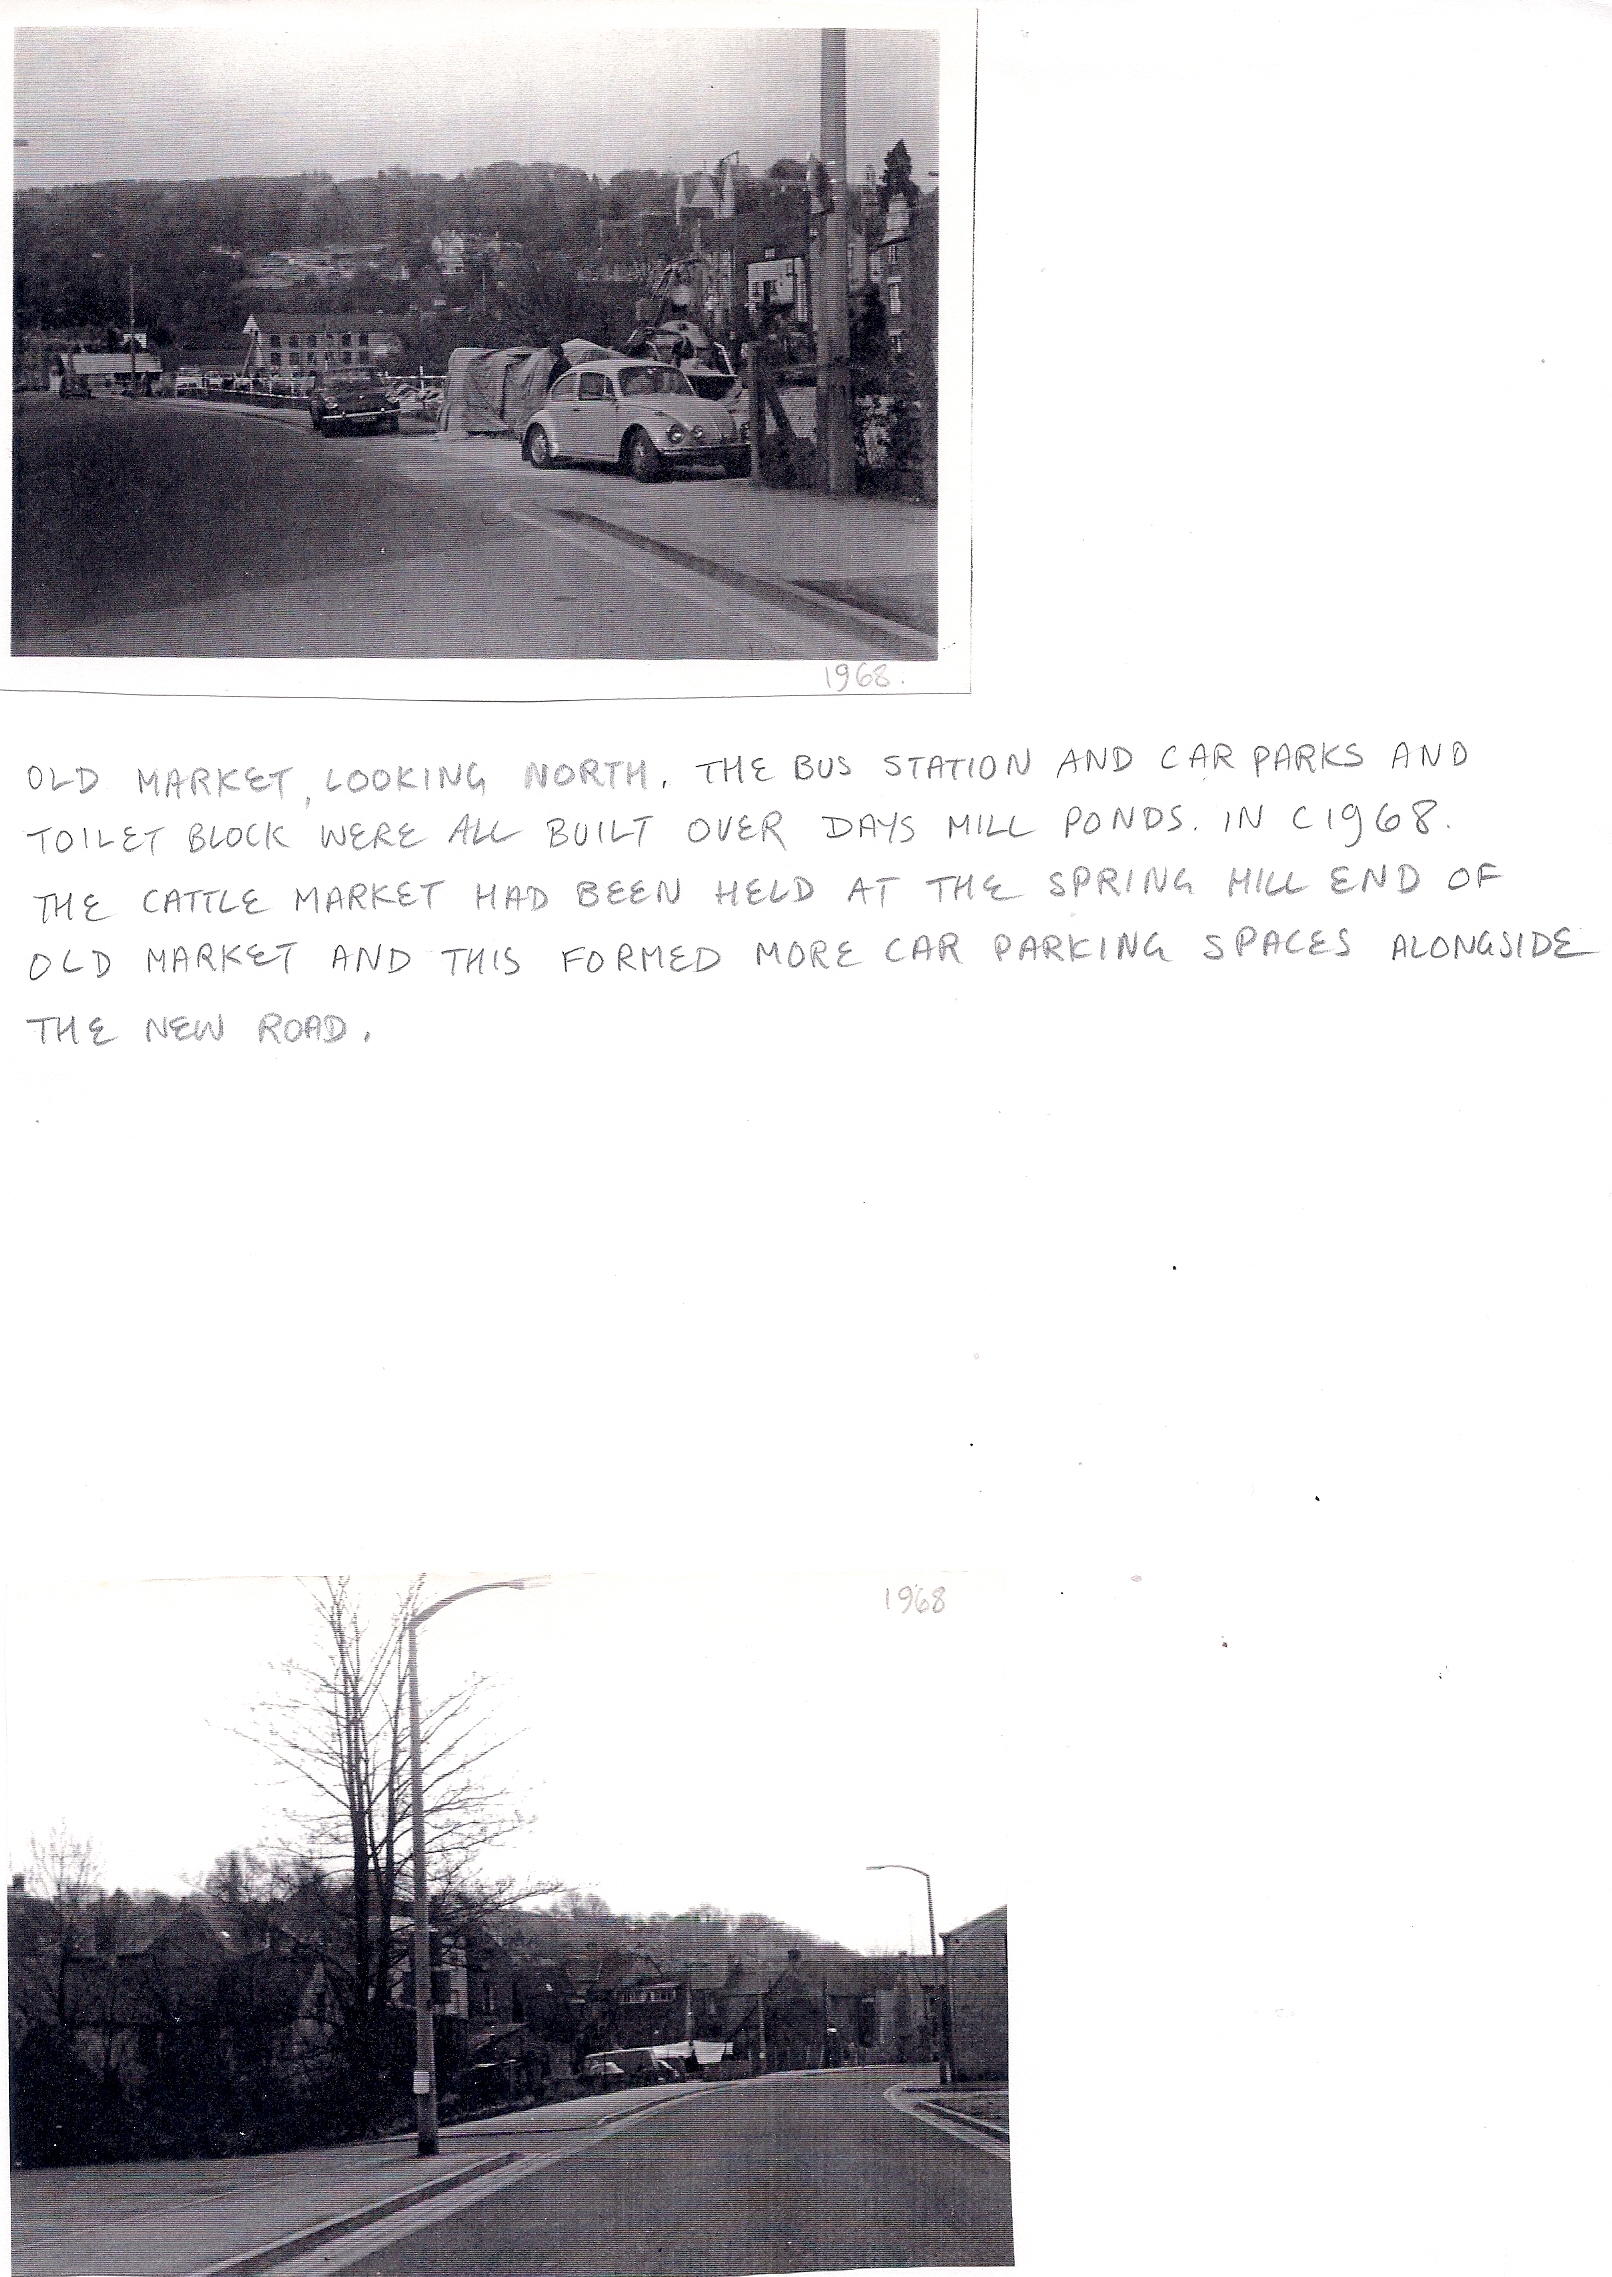 1968.
OLD MARKET, LOOKING NORTH. THE BUS STATION AND CAR PARKS AND
TOILET BLOCK WERE ALL BUILT OVER DAYS MILL PONDS. IN C1968.
THE CATTLE MARKET HAD BEEN HELD AT THE SPRING HILL END OF
OLD MARKET AND THIS FORMED MORE CAR PARKING SPACES ALONGSIDE
THE NEW ROAD.
1968